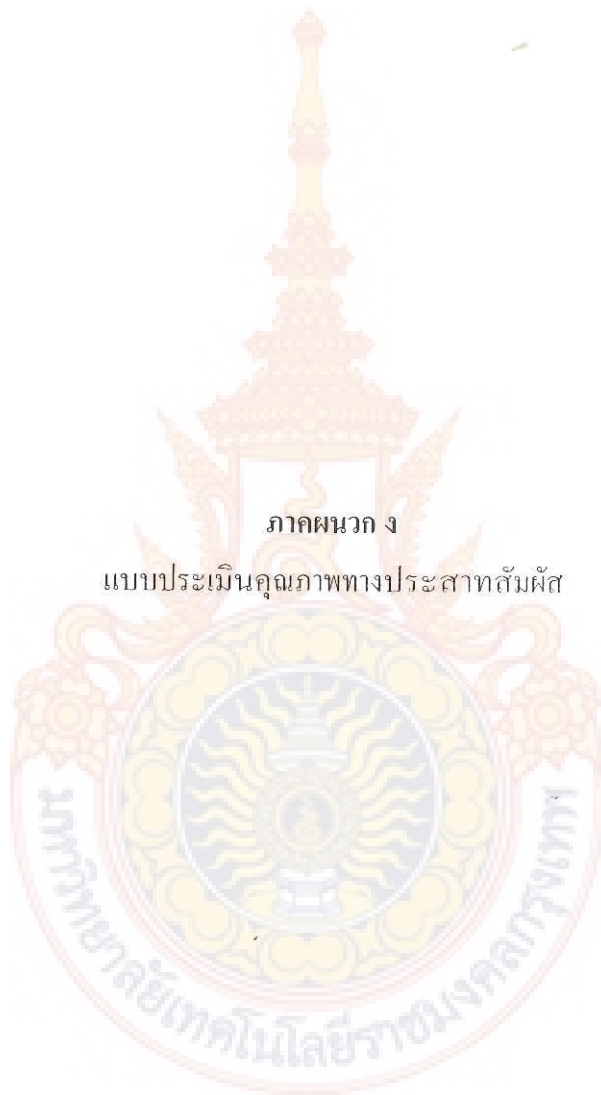 ภาคผนวก ง
แบบประเมินคุณภาพทางประสาทสัมผัส
มหาวิทยาลัยเทคโนโลยีราชมงคลกรุงเทพ